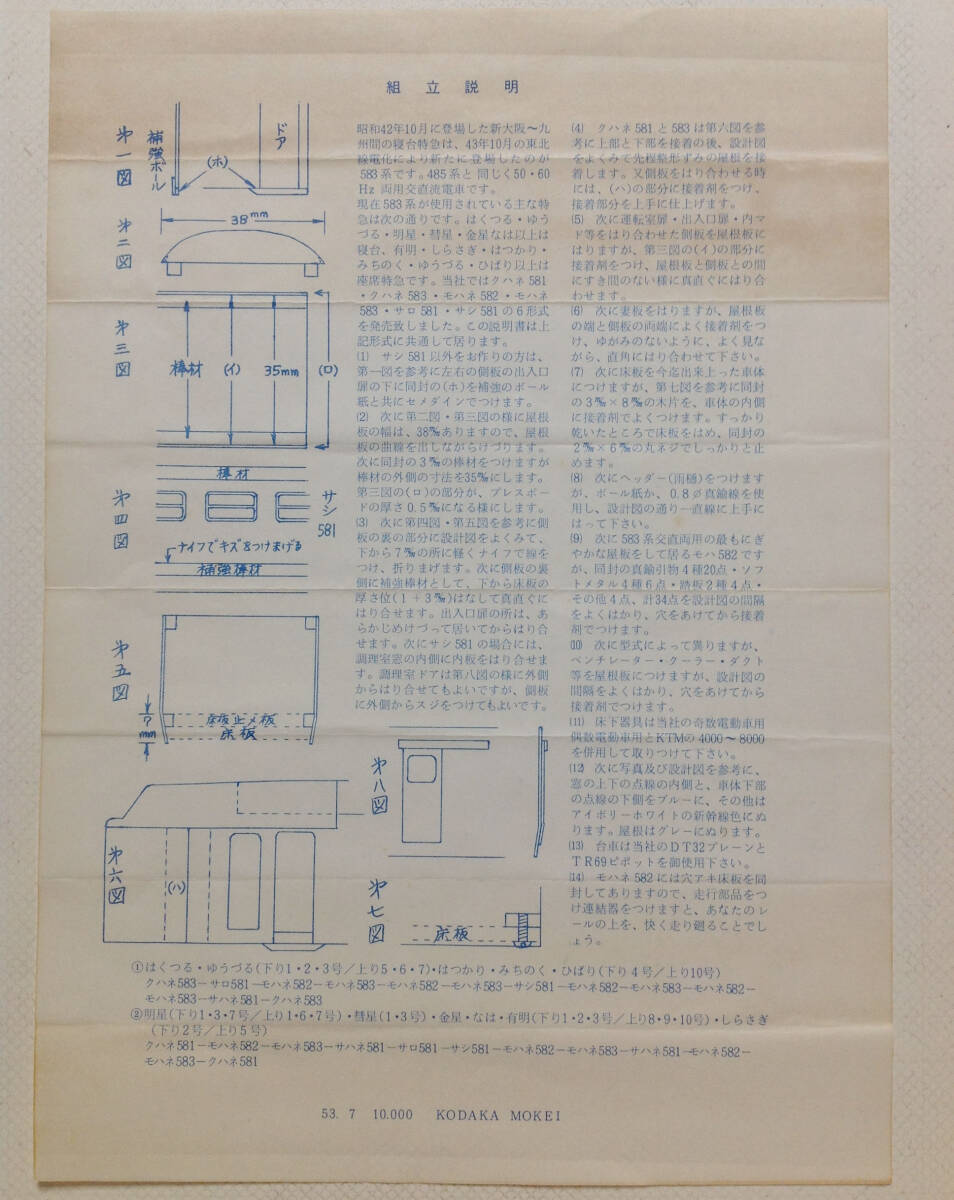 組立説明
昭和42年10月に登場した新大阪〜九
州間の寝台特急は、43年10月の東北
線電化により新たに登場したのが
583系です。485系と同じく50・60
Hz 両用交直流電車です。
現在583系が使用されている主な特
急は次の通りです。はくつる・ゆう
づる・明星・彗星・金星なは以上は
寝台、有明・しらさぎ・はつかり・
みちのく・ゆうづる・ひばり以上は
座席特急です。当社ではクハネ581
・クハネ583・モハネ582・モハネ
583・サロ581・サシ581の6形式
を発売致しました。この説明書は上
記形式に共通して居ります。
(1) サシ581以外をお作りの方は、
第一図を参考に左右の側板の出入口
扉の下に同封の(ホ)を補強のボール
紙と共にセメダインでつけます。
(2) 次に第二図・第三図の様に屋根
板の幅は、38㎜ありますので、屋根
板の曲線を出しながらけづります。
次に同封の3㎜の棒材をつけますが
棒材の外側の寸法を35㎜にします。
第三図の(ロ)の部分が、プレスボー
ドの厚さ0.5㎜になる様にします。
(3) 次に第四図・第五図を参考に側
板の裏の部分に設計図をよくみて、
下から7㎜の所に軽くナイフで線を
つけ、折りまげます。次に側板の裏
側に補強棒材として、下から床板の
厚さ位(1+3㎜)はなして真直ぐに
はり合せます。出入口扉の所は、あ
らかじめけづって居いてからはり合
せます。次にサシ581の場合には、
調理室窓の内側に内板をはり合せま
す。調理室ドアは第八図の様に外側
からはり合せてもよいですが、側板
に外側からスジをつけてもよいです。
(4) クハネ581と583は第六図を参
考に上部と下部を接着の後、設計図
をよくみて先程整形ずみの屋根を接
着します。又側板をはり合わせる時
には、(ハ)の部分に接着剤をつけ、
接着部分を上手に仕上げます。
(5) 次に運転室扉・出入口扉・内マ
ド等をはり合わせた側板を屋根板に
はりますが、第三図の(イ)の部分に
接着剤をつけ、屋根板と側板との間
にすき間のない様に真直ぐにはり合
わせます。
(6) 次に妻板をはりますが、屋根板
の端と側板の両端によく接着剤をつ
け、ゆがみのないように、よく見な
がら、直角にはり合わせて下さい。
(7) 次に床板を今迄出来上った車体
につけますが、第七図を参考に同封
の3㎜×8㎜の木片を、車体の内側
に接着剤でよくつけます。すっかり
乾いたところで床板をはめ、同封の
2㎜×6㎜の丸ネジでしっかりと止
めます。
(8) 次にヘッダー(雨樋)をつけます
が、ボール紙か、0.8φ真鍮線を使
用し、設計図の通り一直線に上手に
はって下さい。
(9) 次に583系交直両用の最もにぎ
やかな屋板をして居るモハ582です
が、同封の真鍮引物4種20点・ソフ
トメタル4種6点・踏坂2種4点・
その他4点、計34点を設計図の間隔
をよくはかり、穴をあけてから接着
剤でつけます。
(10) 次に型式によって異りますが、
ベンチレーター・クーラー・ダクト
等を屋根板につけますが、設計図の
間隔をよくはかり、穴をあけてから
接着剤でつけます。
(11) 床下器具は当社の奇数電動車用
偶数電動車用とKTMの4000〜8000
を併用して取りつけて下さい。
(12) 次に写真及び設計図を参考に、
窓の上下の点線の内側と、車体下部
の点線の下側をブルーに、その他は
アイボリーホワイトの新幹線色にぬ
ります。屋根はグレーにぬります。
(13) 台車は当社のDT32プレーンと
TR69ピボットを御使用下さい。
(14) モハネ582には穴アキ床板を同
封してありますので、走行部品をつ
け連結器をつけますと、あなたのレ
ールの上を、快く走り廻ることでし
ょう。
オ一図
補強ボール
(ホ)
ドア
オ二図
38mm
オ三図
棒材
(イ)
35mm
(ロ)
オ四図
棒材
サシ
581
ナイフでキズをつけまげる
補強棒材
オ五図
7
mm
床板止メ板
床板
オ六図
(ハ)
オ八図
オ七図
床板
①はくつる・ゆうづる(下り1・2・3号/上り5・6・7)・はつかり・みちのく・ひばり(下り4号/上り10号)
クハネ583−サロ581−モハネ582−モハネ583−モハネ582−モハネ583−サシ581−モハネ582−モハネ583−モハネ582−
モハネ583−サハネ581−クハネ583
②明星(下り1・3・7号/上り1・6・7号)・彗星(1・3号)・金星・なは・有明(下り1・2・3号/上り8・9・10号)・しらさぎ
(下り2号/上り5号)
クハネ581−モハネ582−モハネ583−サハネ581−サロ581−サシ581−モハネ582−モハネ583−サハネ581−モハネ582−
モハネ583−クハネ581
53. 7 10.000 KODAKA MOKEI